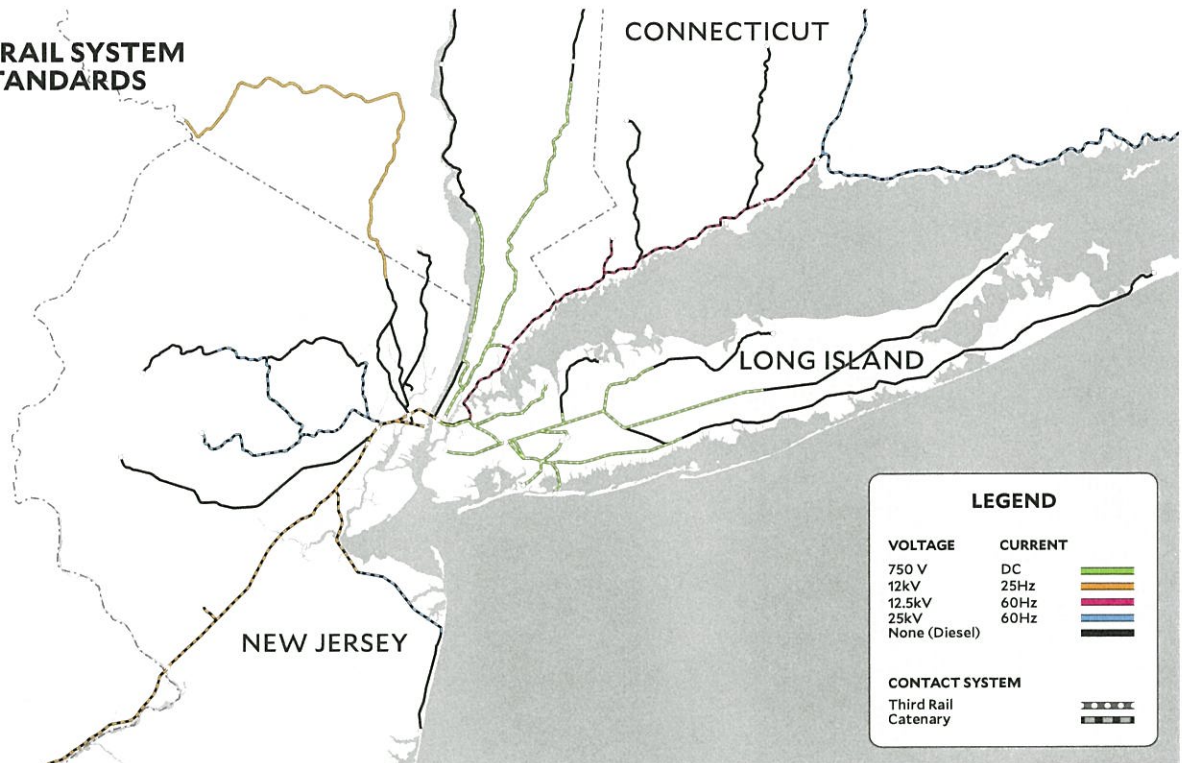 RAIL SYSTEM
TANDARDS
CONNECTICUT
LONG ISLAND
NEW JERSEY
LEGEND
VOLTAGE CURRENT
750 V DC
12kV 25Hz
12.5kV 60Hz
25kV 60Hz
None (Diesel)
CONTACT SYSTEM
Third Rail
Catenary